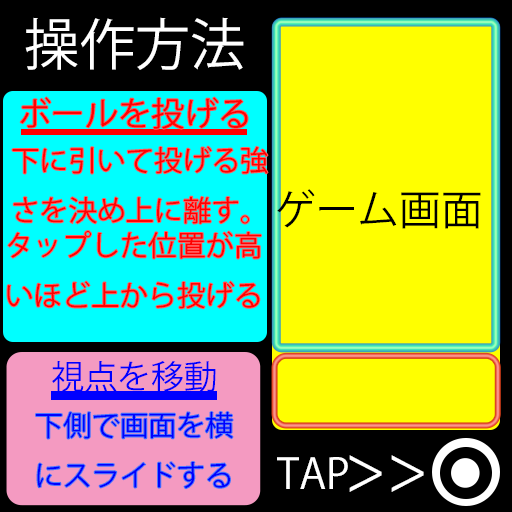 操作方法
ボールを投げる
下に引いて投げる強
さを決め上に離す。
タップした位置が高
いほど上から投げる
視点を移動
下側で画面を横
にスライドする
ゲーム画面
TAP>>